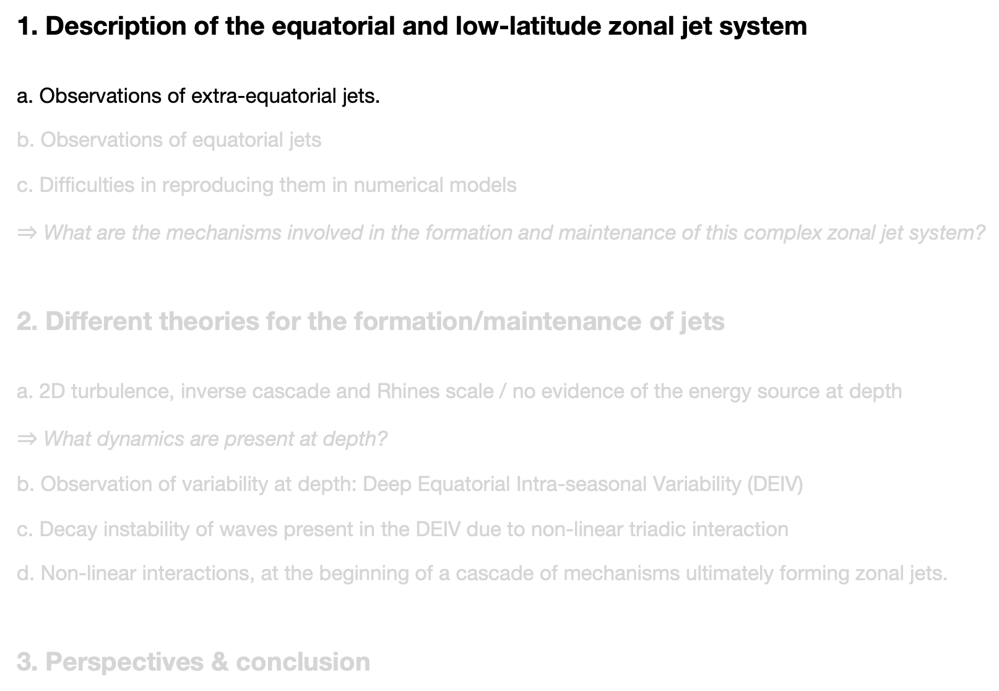 1. Description of the equatorial and low-latitude zonal jet system
a. Observations of extra-equatorial jets.
b. Observations of equatorial jets
c. Difficulties in reproducing them in numerical models
⇒ What are the mechanisms involved in the formation and maintenance of this complex zonal jet system?
2. Different theories for the formation/maintenance of jets
a. 2D turbulence, inverse cascade and Rhines scale / no evidence of the energy source at depth
⇒ What dynamics are present at depth?
b. Observation of variability at depth: Deep Equatorial Intra-seasonal Variability (DEIV)
c. Decay instability of waves present in the DEIV due to non-linear triadic interaction
d. Non-linear interactions, at the beginning of a cascade of mechanisms ultimately forming zonal jets.
3. Perspectives & conclusion